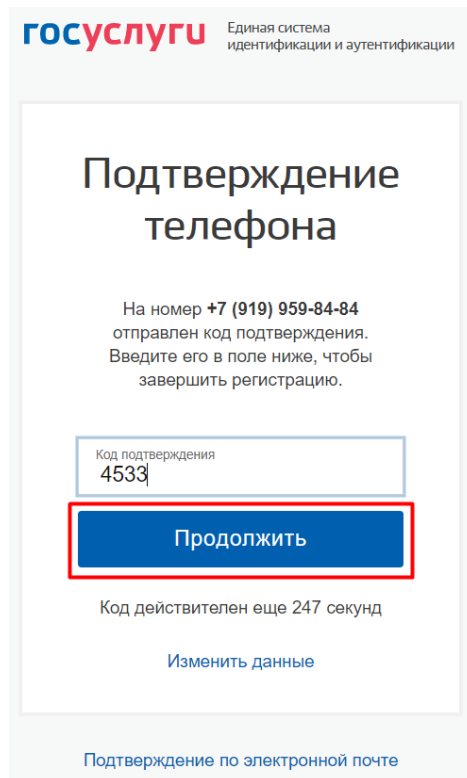 госуслуги
Единая система
идентификации и аутентификации
Подтверждение
телефона
На номер +7 (919) 959-84-84
отправлен код подтверждения.
Введите его в поле ниже, чтобы
завершить регистрацию.
Код подтверждения
4533
Продолжить
Код действителен еще 247 секунд
Изменить данные
Подтверждение по электронной почте